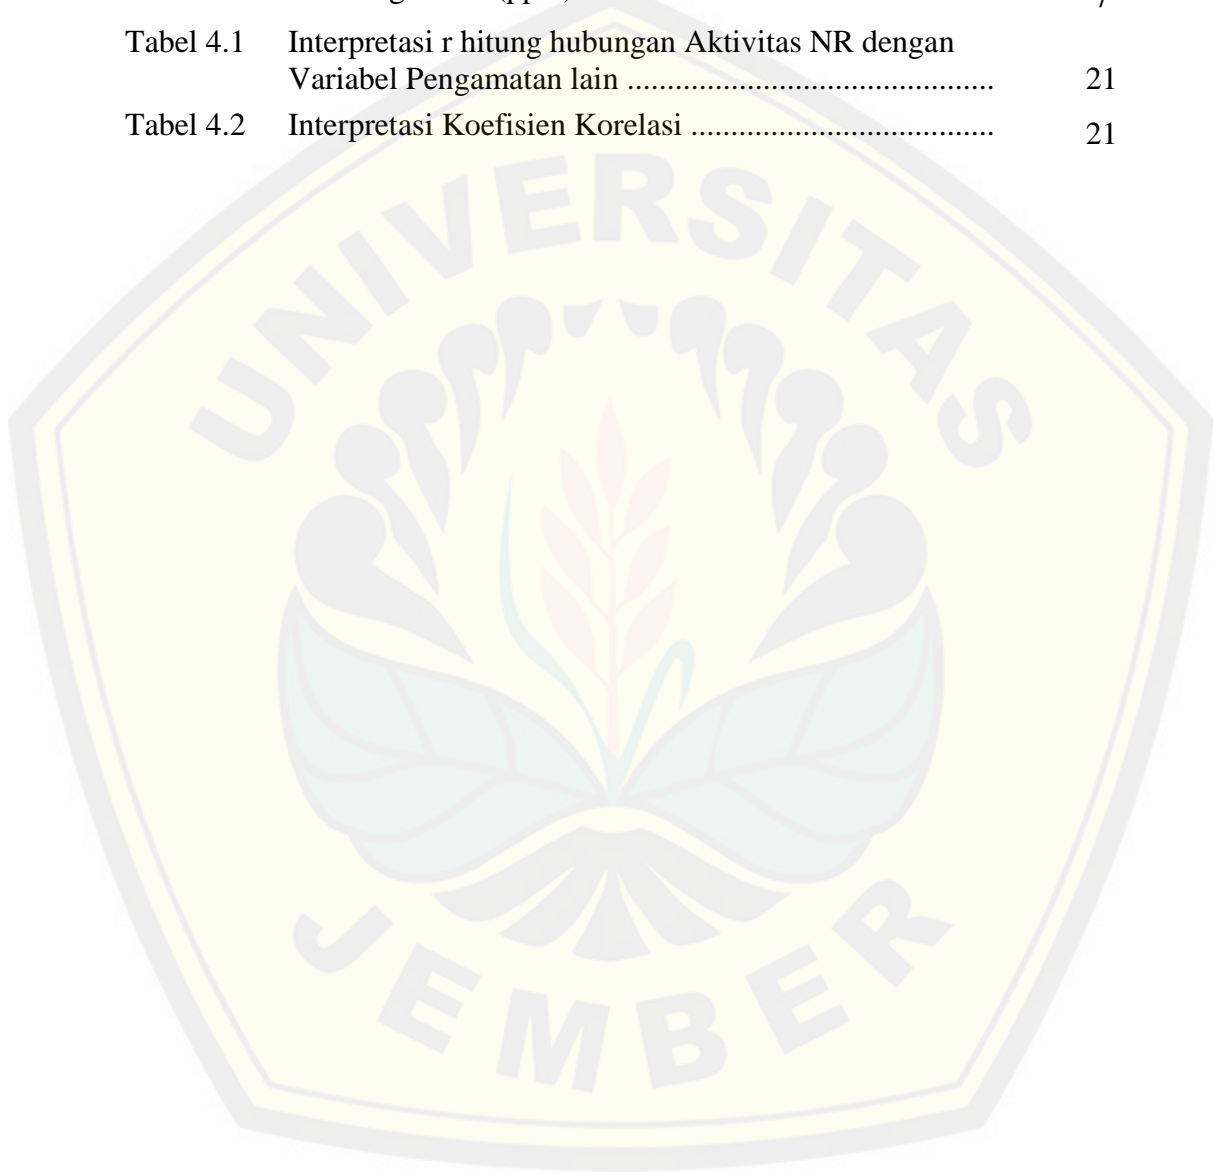 7
Tabel 4.1 Interpretasi r hitung hubungan Aktivitas NR dengan
Variabel Pengamatan lain .............................................. 21
Tabel 4.2 Interpretasi Koefisien Korelasi ...................................... 21
UNIVERSITAS
JEMBER